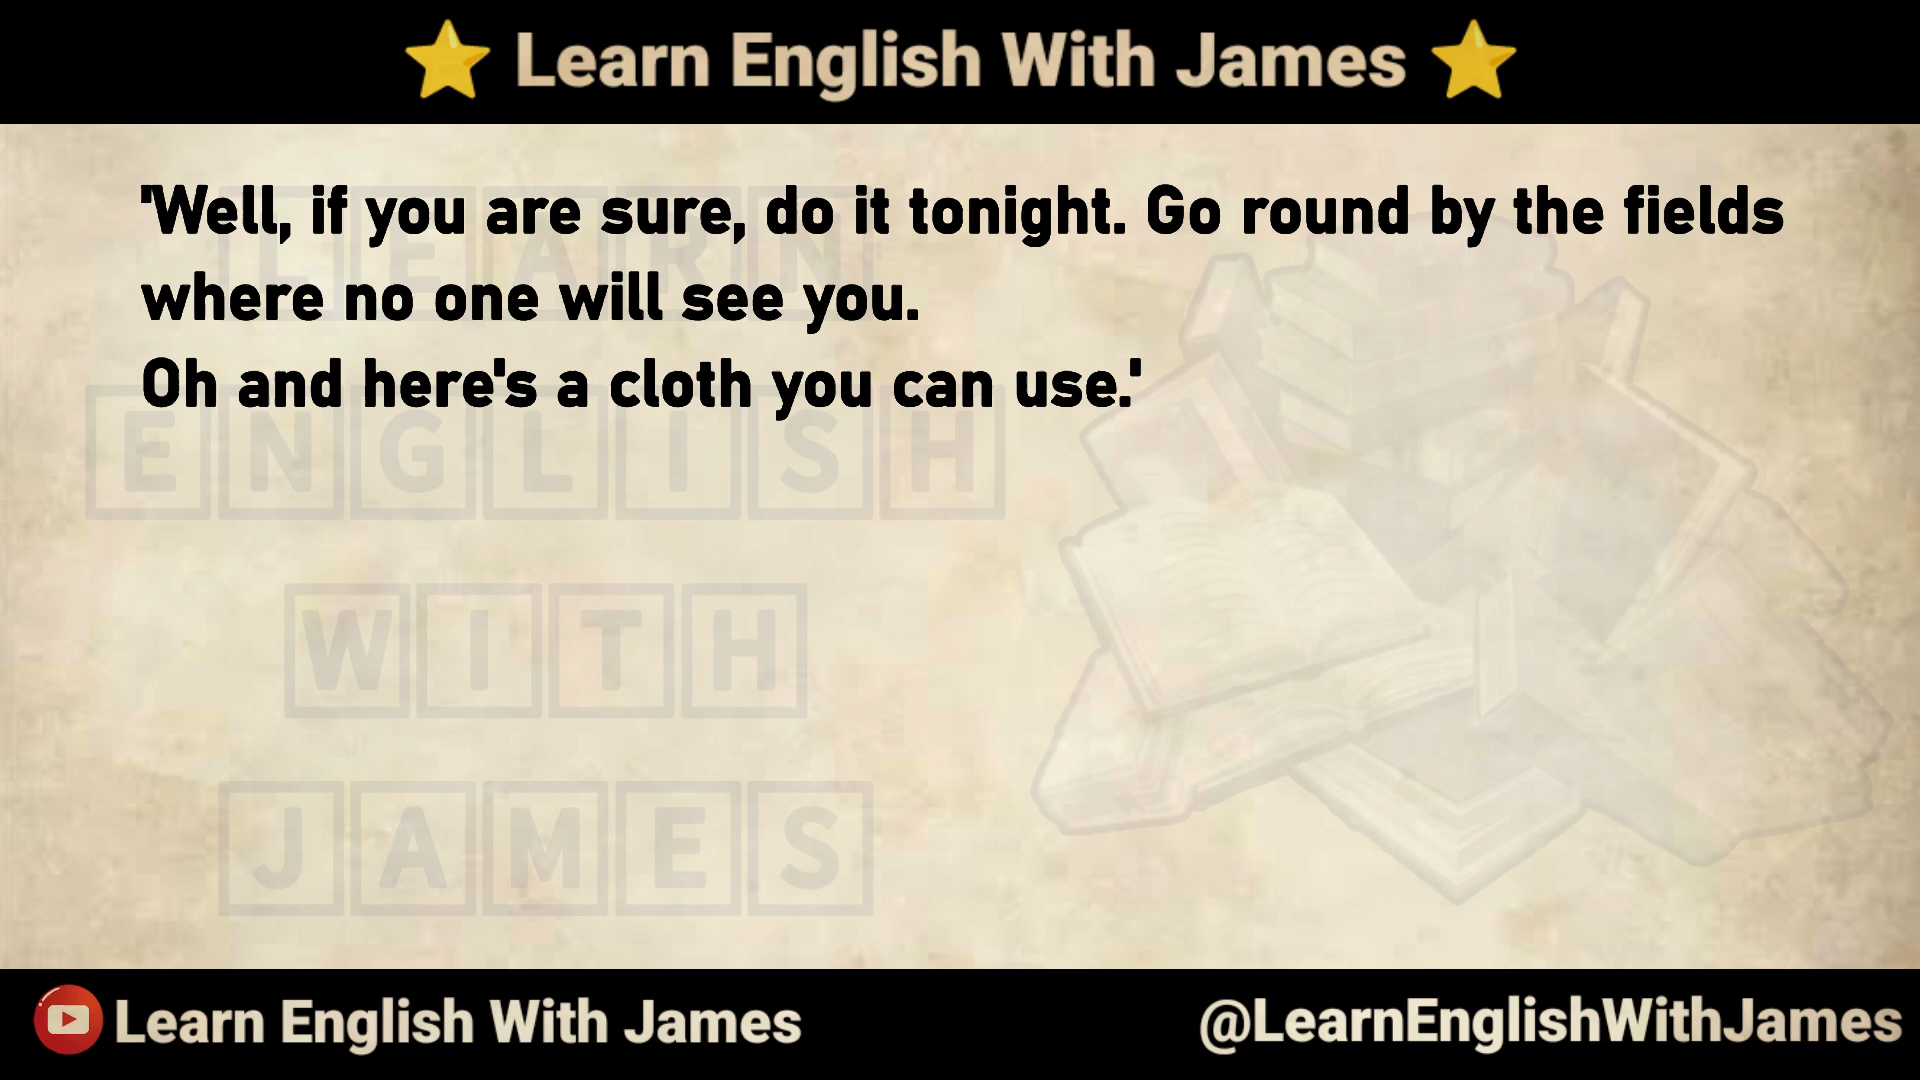 Learn English With James
'Well, if you are sure, do it tonight. Go round by the fields
where no one will see you.
Oh and here's a cloth you can use.'
LEARN
ENGLISH
WITH
JAMES
Learn English With James
@LearnEnglishWithJames